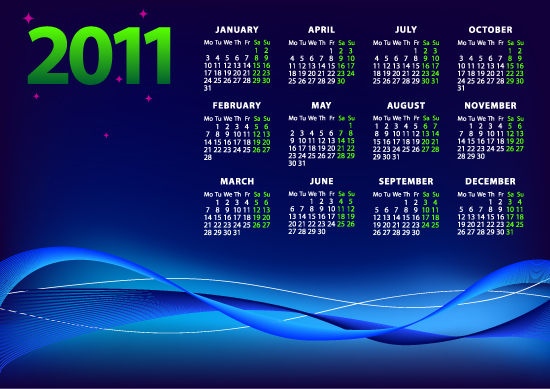 2011
JANUARY
Mo Tu We Th Fr Sa Su
1 2
3 4 5 6 7 8 9
10 11 12 13 14 15 16
17 18 19 20 21 22 23
24 25 26 27 28 29 30
31
APRIL
Mo Tu We Th Fr Sa Su
1 2 3
4 5 6 7 8 9 10
11 12 13 14 15 16 17
18 19 20 21 22 23 24
25 26 27 28 29 30
JULY
Mo Tu We Th Fr Sa Su
1 2 3
4 5 6 7 8 9 10
11 12 13 14 15 16 17
18 19 20 21 22 23 24
25 26 27 28 29 30 31
OCTOBER
Mo Tu We Th Fr Sa Su
1 2
3 4 5 6 7 8 9
10 11 12 13 14 15 16
17 18 19 20 21 22 23
24 25 26 27 28 29 30
31
FEBRUARY
Mo Tu We Th Fr Sa Su
1 2 3 4 5 6
7 8 9 10 11 12 13
14 15 16 17 18 19 20
21 22 23 24 25 26 27
28
MAY
Mo Tu We Th Fr Sa Su
1
2 3 4 5 6 7 8
9 10 11 12 13 14 15
16 17 18 19 20 21 22
23 24 25 26 27 28 29
30 31
AUGUST
Mo Tu We Th Fr Sa Su
1 2 3 4 5 6 7
8 9 10 11 12 13 14
15 16 17 18 19 20 21
22 23 24 25 26 27 28
29 30 31
NOVEMBER
Mo Tu We Th Fr Sa Su
1 2 3 4 5 6
7 8 9 10 11 12 13
14 15 16 17 18 19 20
21 22 23 24 25 26 27
28 29 30
MARCH
Mo Tu We Th Fr Sa Su
1 2 3 4 5 6
7 8 9 10 11 12 13
14 15 16 17 18 19 20
21 22 23 24 25 26 27
28 29 30 31
JUNE
Mo Tu We Th Fr Sa Su
1 2 3 4 5
6 7 8 9 10 11 12
13 14 15 16 17 18 19
20 21 22 23 24 25 26
27 28 29 30
SEPTEMBER
Mo Tu We Th Fr Sa Su
1 2 3 4
5 6 7 8 9 10 11
12 13 14 15 16 17 18
19 20 21 22 23 24 25
26 27 28 29 30
DECEMBER
Mo Tu We Th Fr Sa Su
1 2 3 4
5 6 7 8 9 10 11
12 13 14 15 16 17 18
19 20 21 22 23 24 25
26 27 28 29 30 31